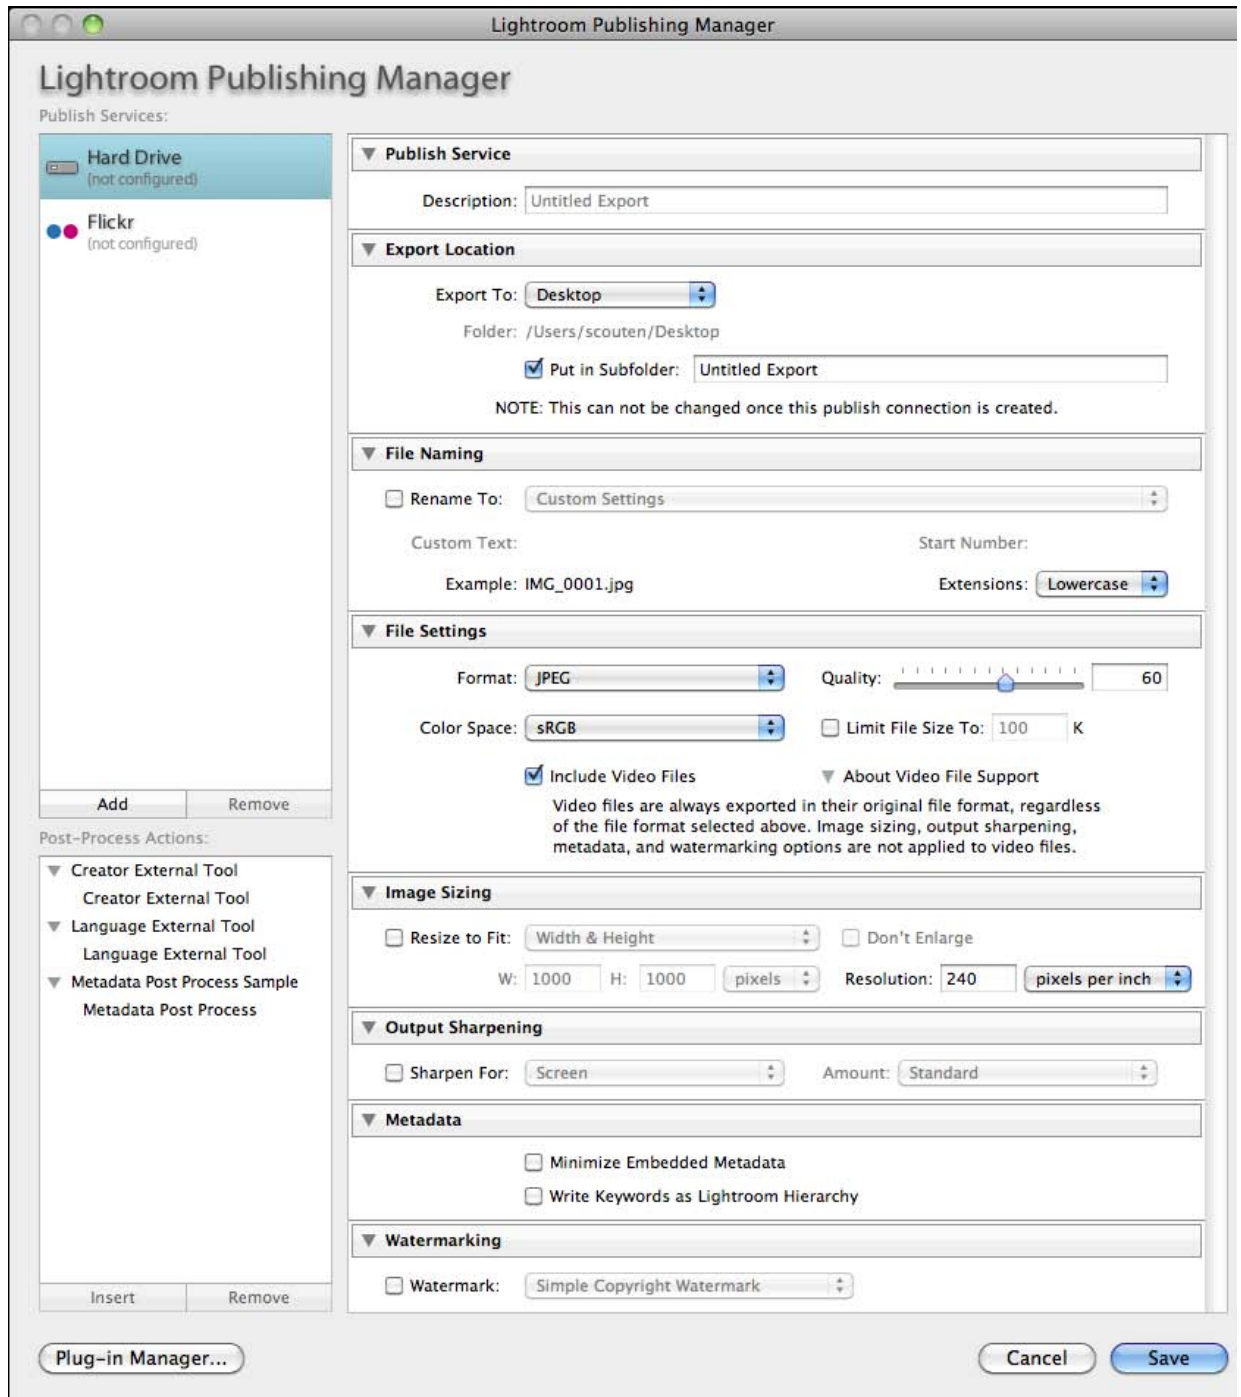 Lightroom Publishing Manager
Lightroom Publishing Manager
Publish Services:
Hard Drive
(not configured)
Flickr
(not configured)
Add Remove
Post-Process Actions:
Creator External Tool
Creator External Tool
Language External Tool
Language External Tool
Metadata Post Process Sample
Metadata Post Process
Insert Remove
Publish Service
Description: Untitled Export
Export Location
Export To: Desktop
Folder: /Users/scouten/Desktop
Put in Subfolder: Untitled Export
NOTE: This can not be changed once this publish connection is created.
File Naming
Rename To: Custom Settings
Custom Text: Start Number:
Example: IMG_0001.jpg Extensions: Lowercase
File Settings
Format: JPEG Quality: 60
Color Space: sRGB Limit File Size To: 100 K
Include Video Files About Video File Support
Video files are always exported in their original file format, regardless
of the file format selected above. Image sizing, output sharpening,
metadata, and watermarking options are not applied to video files.
Image Sizing
Resize to Fit: Width & Height Don't Enlarge
W: 1000 H: 1000 pixels Resolution: 240 pixels per inch
Output Sharpening
Sharpen For: Screen Amount: Standard
Metadata
Minimize Embedded Metadata
Write Keywords as Lightroom Hierarchy
Watermarking
Watermark: Simple Copyright Watermark
Plug-in Manager... Cancel Save